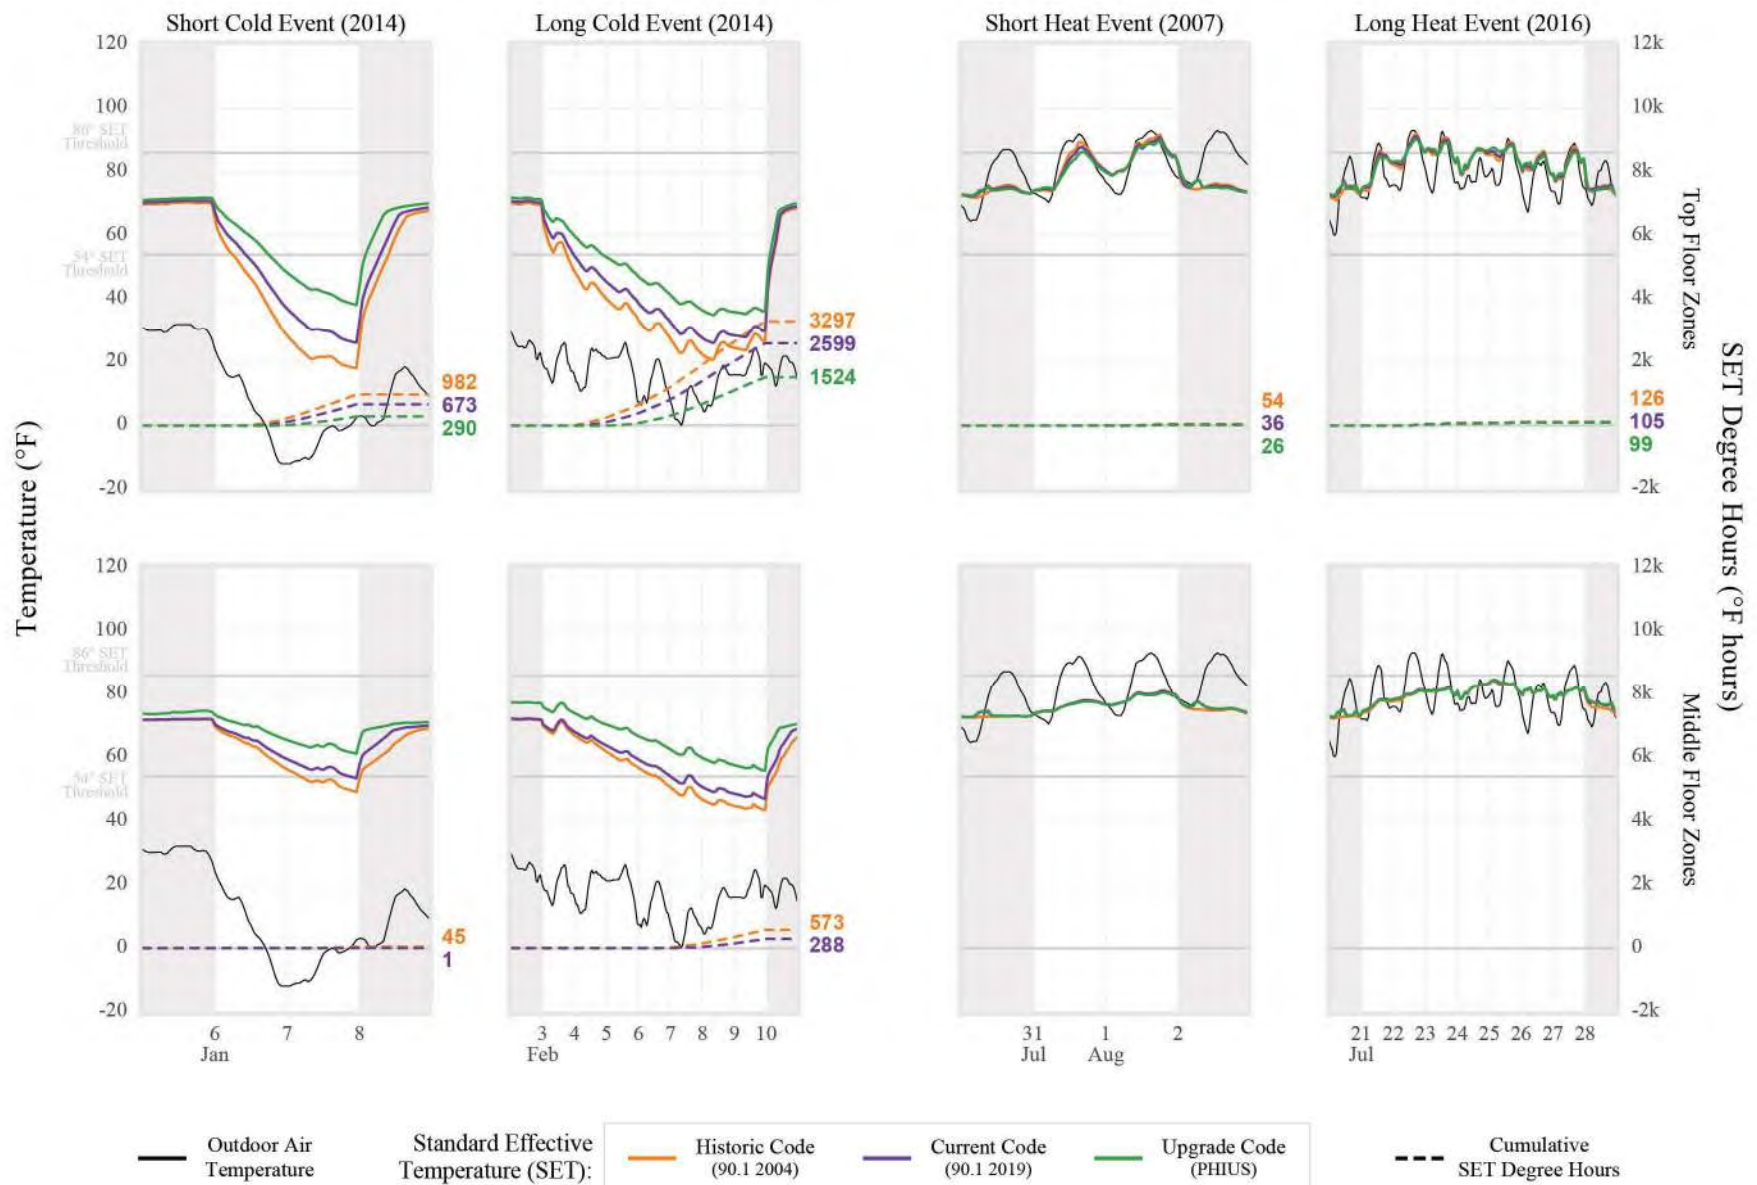 Short Cold Event (2014)
Long Cold Event (2014)
Short Heat Event (2007)
Long Heat Event (2016)
120
100
86° SET
Threshold
80
60
54° SET
Threshold
40
20
0
-20
982
673
290
3297
2599
1524
54
36
26
126
105
99
12k
10k
8k
6k
4k
2k
-2k
Top Floor Zones
Temperature (°F)
SET Degree Hours (°F hours)
120
100
86° SET
Threshold
80
60
54° SET
Threshold
40
20
0
-20
45
1
573
288
12k
10k
8k
6k
4k
2k
0
-2k
Middle Floor Zones
6 7 8
Jan
3 4 5 6 7 8 9 10
Feb
31 1 2
Jul Aug
21 22 23 24 25 26 27 28
Jul
Outdoor Air
Temperature
Standard Effective
Temperature (SET):
Historic Code
(90.1 2004)
Current Code
(90.1 2019)
Upgrade Code
(PHIUS)
Cumulative
SET Degree Hours